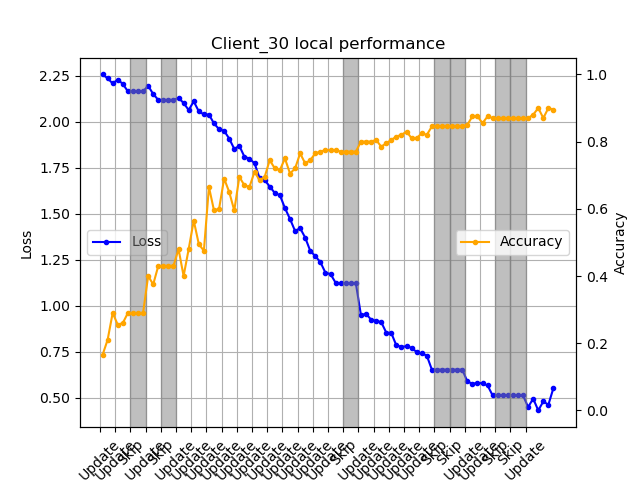 Client_30 local performance
2.25
2.00
1.75
1.50
1.25
1.00
0.75
0.50
Loss
Loss
Accuracy
1.0
0.8
0.6
0.4
0.2
0.0
Accuracy
Update
Update
Skip
Update
Skip
Update
Update
Update
Update
Update
Update
Update
Update
Update
Update
Update
Skip
Update
Update
Update
Update
Update
Skip
Skip
Update
Update
Skip
Skip
Update